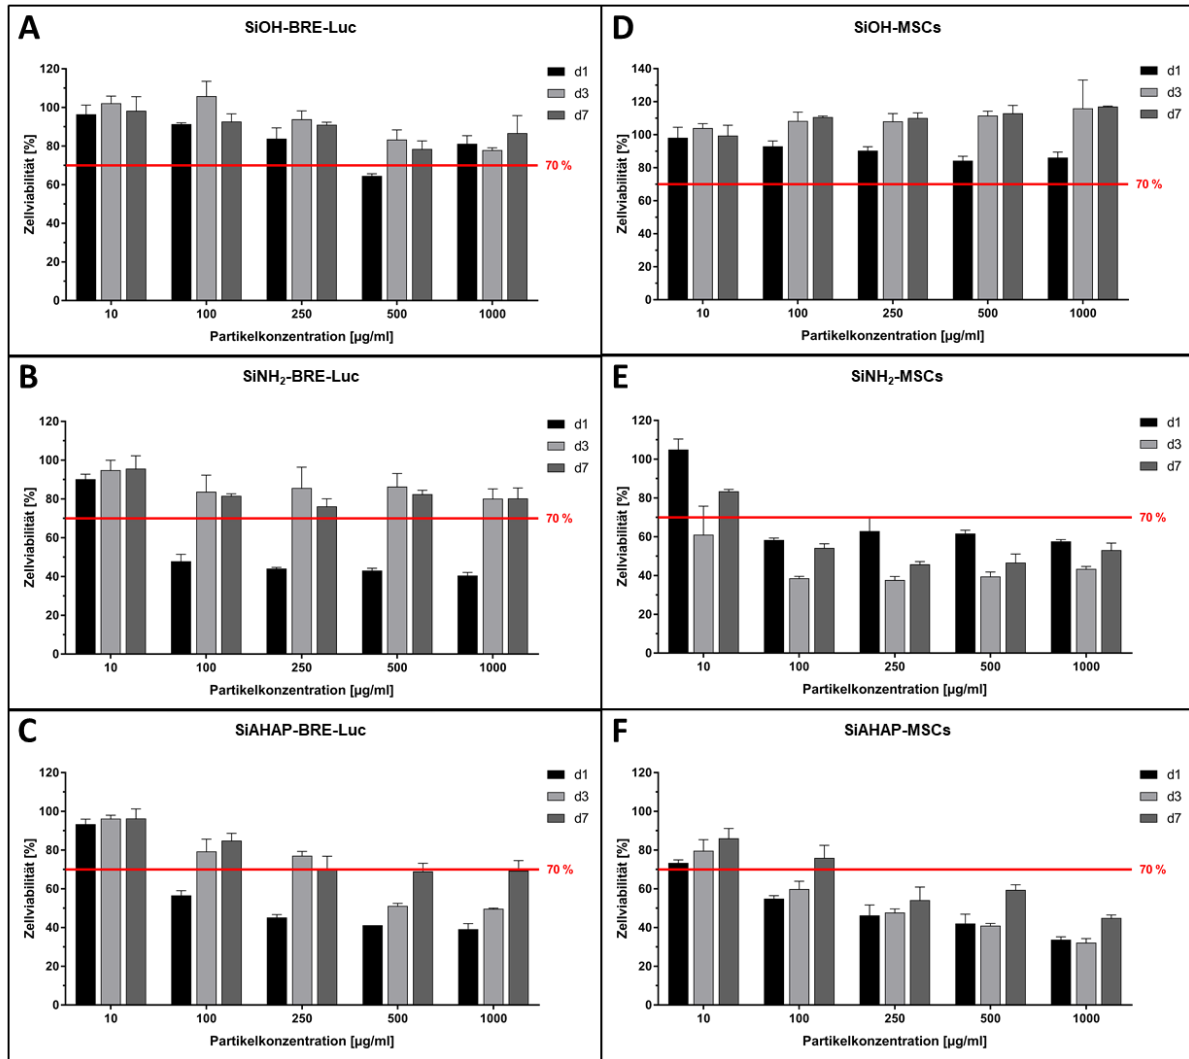 A
SiOH-BRE-Luc
Zellviabilität [%]
120
100
80
60
40
20
0
10 100 250 500 1000
Partikelkonzentration [µg/ml]
d1
d3
d7
70 %
D
SiOH-MSCs
Zellviabilität [%]
140
120
100
80
60
40
20
0
10 100 250 500 1000
Partikelkonzentration [µg/ml]
d1
d3
d7
70 %
B
SiNH₂-BRE-Luc
Zellviabilität [%]
120
100
80
60
40
20
0
10 100 250 500 1000
Partikelkonzentration [µg/ml]
d1
d3
d7
70 %
E
SiNH₂-MSCs
Zellviabilität [%]
120
100
80
60
40
20
0
10 100 250 500 1000
Partikelkonzentration [µg/ml]
d1
d3
d7
70 %
C
SiAHAP-BRE-Luc
Zellviabilität [%]
120
100
80
60
40
20
0
10 100 250 500 1000
Partikelkonzentration [µg/ml]
d1
d3
d7
70 %
F
SiAHAP-MSCs
Zellviabilität [%]
120
100
80
60
40
20
0
10 100 250 500 1000
Partikelkonzentration [µg/ml]
d1
d3
d7
70 %